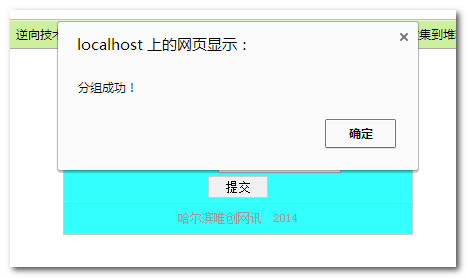 逆向技术
集到堆
localhost 上的网页显示：
分组成功！
确定
提交
哈尔滨唯创网讯 2014